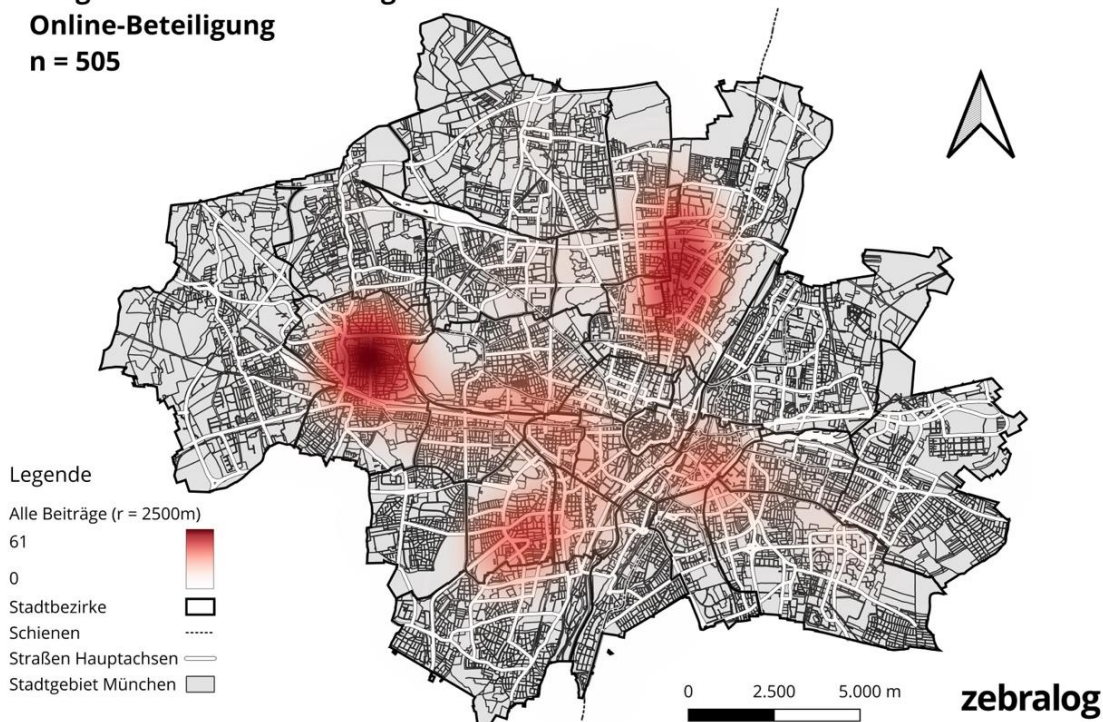 Online-Beteiligung
n = 505
Legende
Alle Beiträge (r = 2500m)
61
0
Stadtbezirke
Schienen
Straßen Hauptachsen
Stadtgebiet München
0 2.500 5.000 m
zebralog